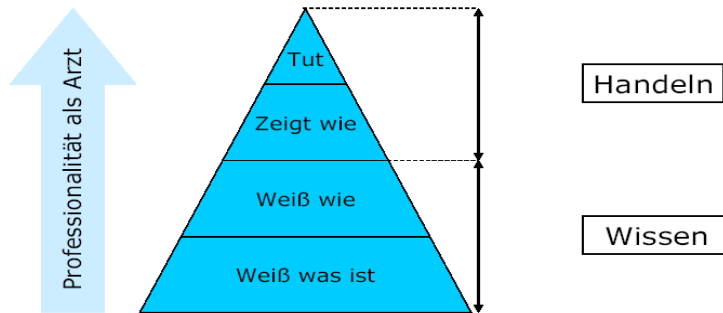 Professionalität als Arzt
Tut
Zeigt wie
Weiß wie
Weiß was ist
Handeln
Wissen